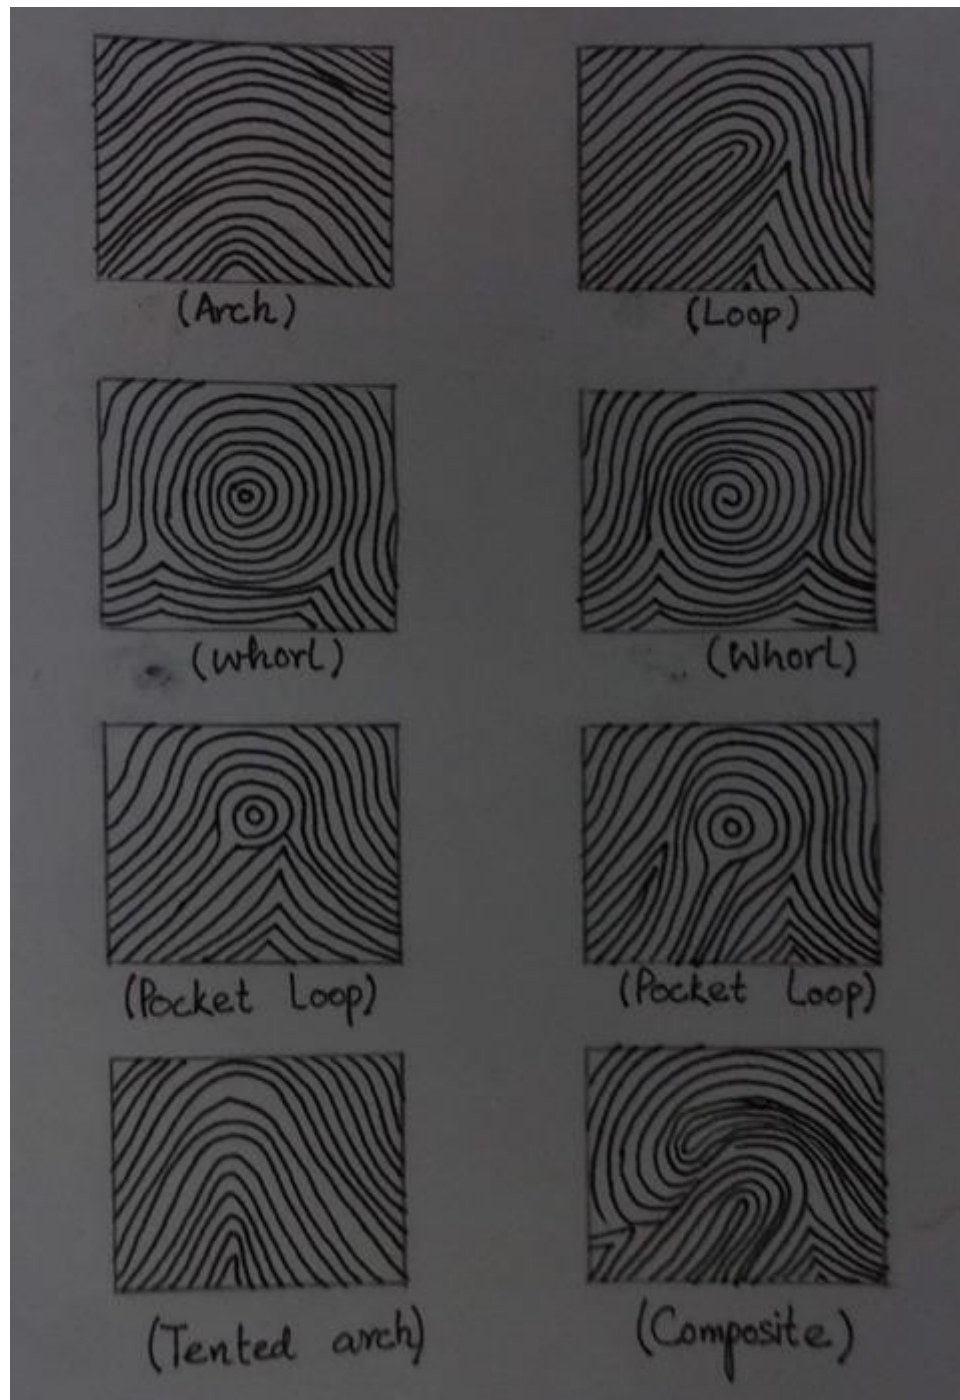 (Arch)
(Loop)
(whorl)
(Whorl)
(Pocket Loop)
(Pocket Loop)
(Tented arch)
(Composite)